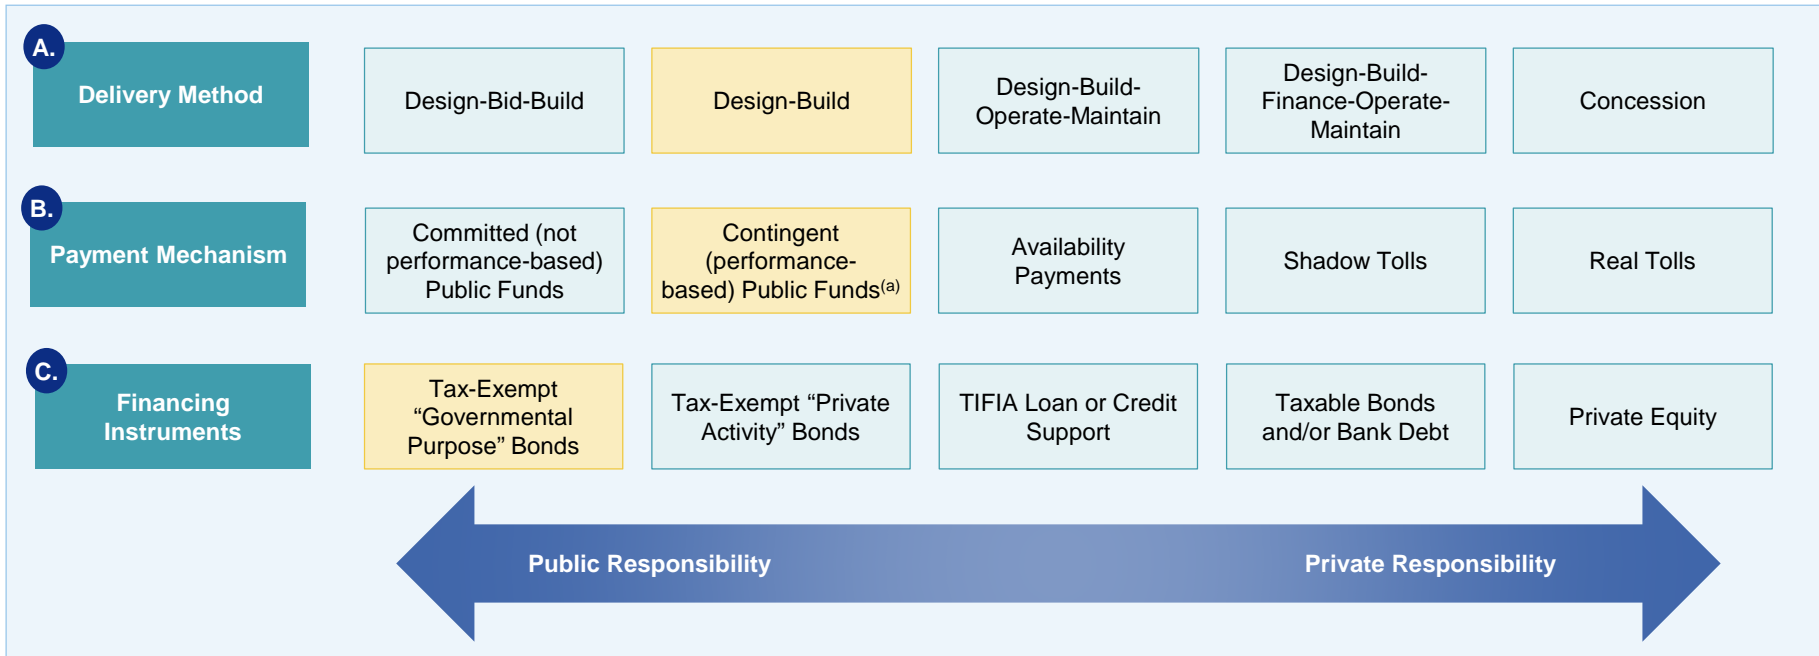 A.
Delivery Method
Design-Bid-Build
Design-Build
Design-Build-
Operate-Maintain
Design-Build-
Finance-Operate-
Maintain
Concession
B.
Payment Mechanism
Committed (not
performance-based)
Public Funds
Contingent
(performance-
based) Public Funds(a)
Availability
Payments
Shadow Tolls
Real Tolls
C.
Financing
Instruments
Tax-Exempt
“Governmental
Purpose” Bonds
Tax-Exempt “Private
Activity” Bonds
TIFIA Loan or Credit
Support
Taxable Bonds
and/or Bank Debt
Private Equity
Public Responsibility
Private Responsibility